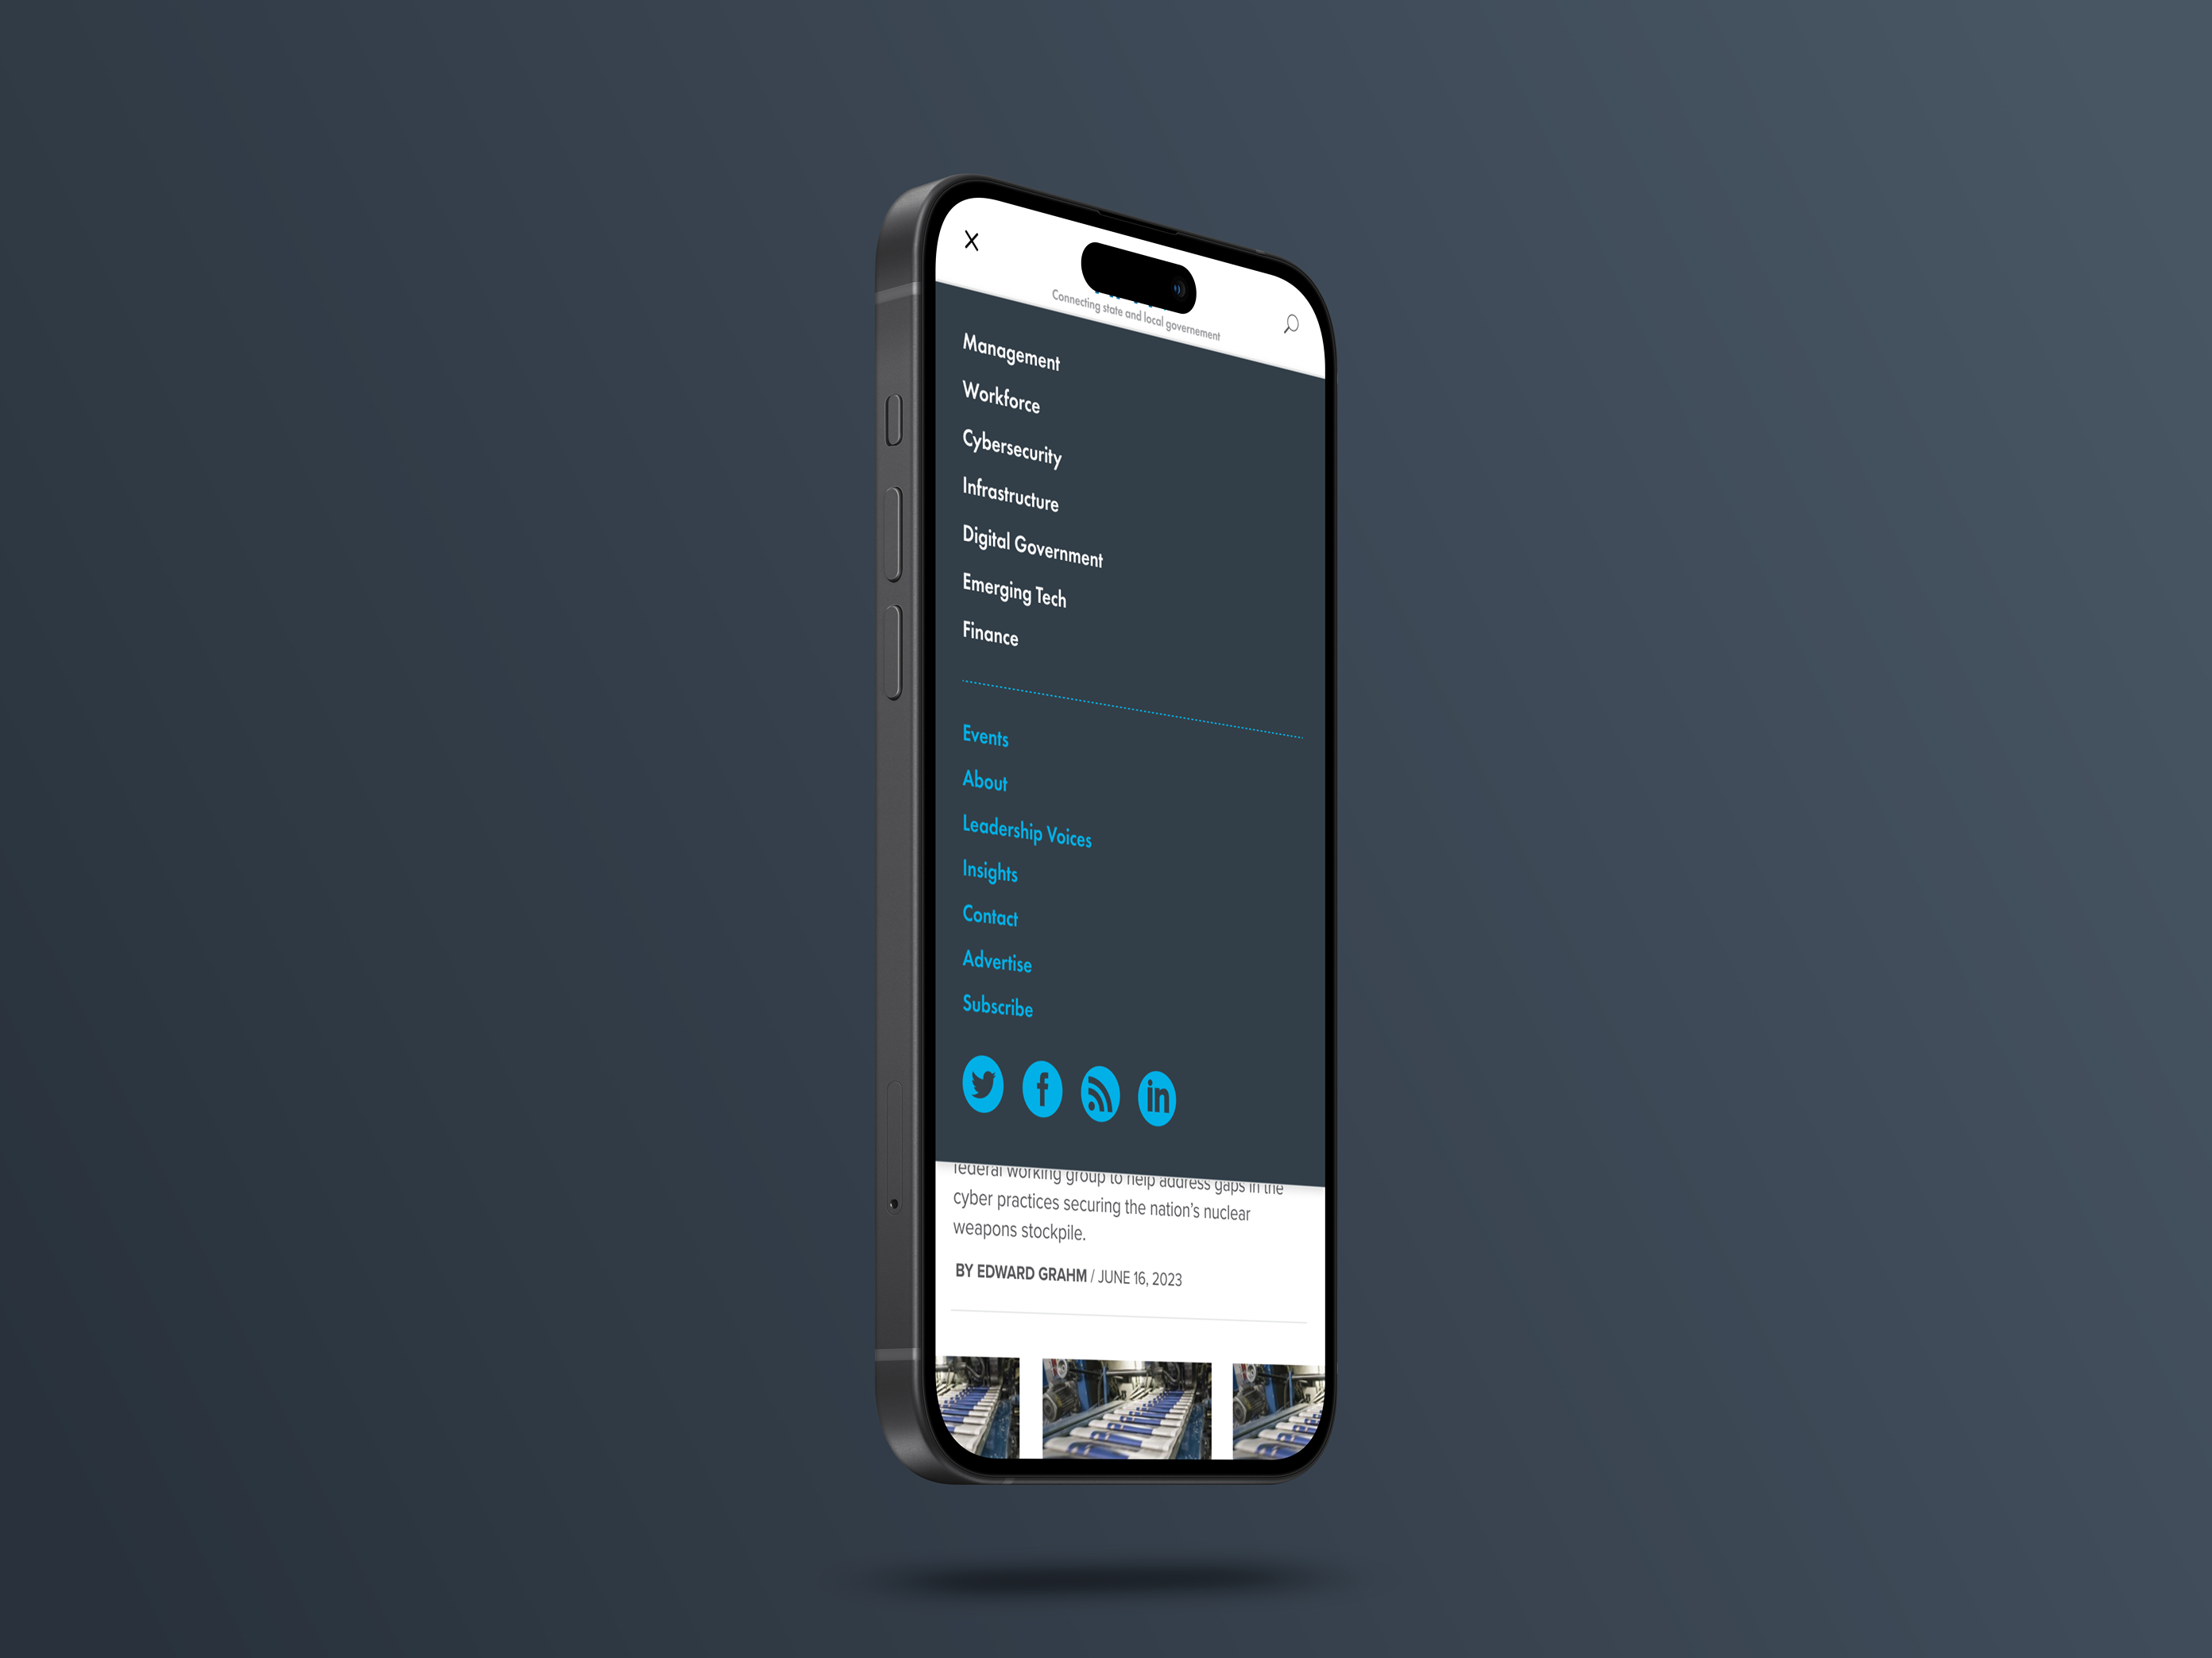 Connecting state and local governement
Management
Workforce
Cybersecurity
Infrastructure
Digital Government
Emerging Tech
Finance
Events
About
Leadership Voices
Insights
Contact
Advertise
Subscribe
f
in
federal working group to help address gaps in the
cyber practices securing the nation's nuclear
weapons stockpile.
BY EDWARD GRAHM / JUNE 16, 2023